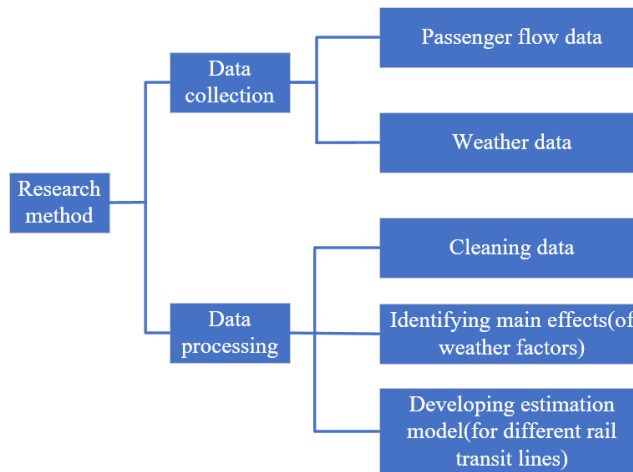 Research
method
Data
collection
Passenger flow data
Weather data
Data
processing
Cleaning data
Identifying main effects(of
weather factors)
Developing estimation
model(for different rail
transit lines)